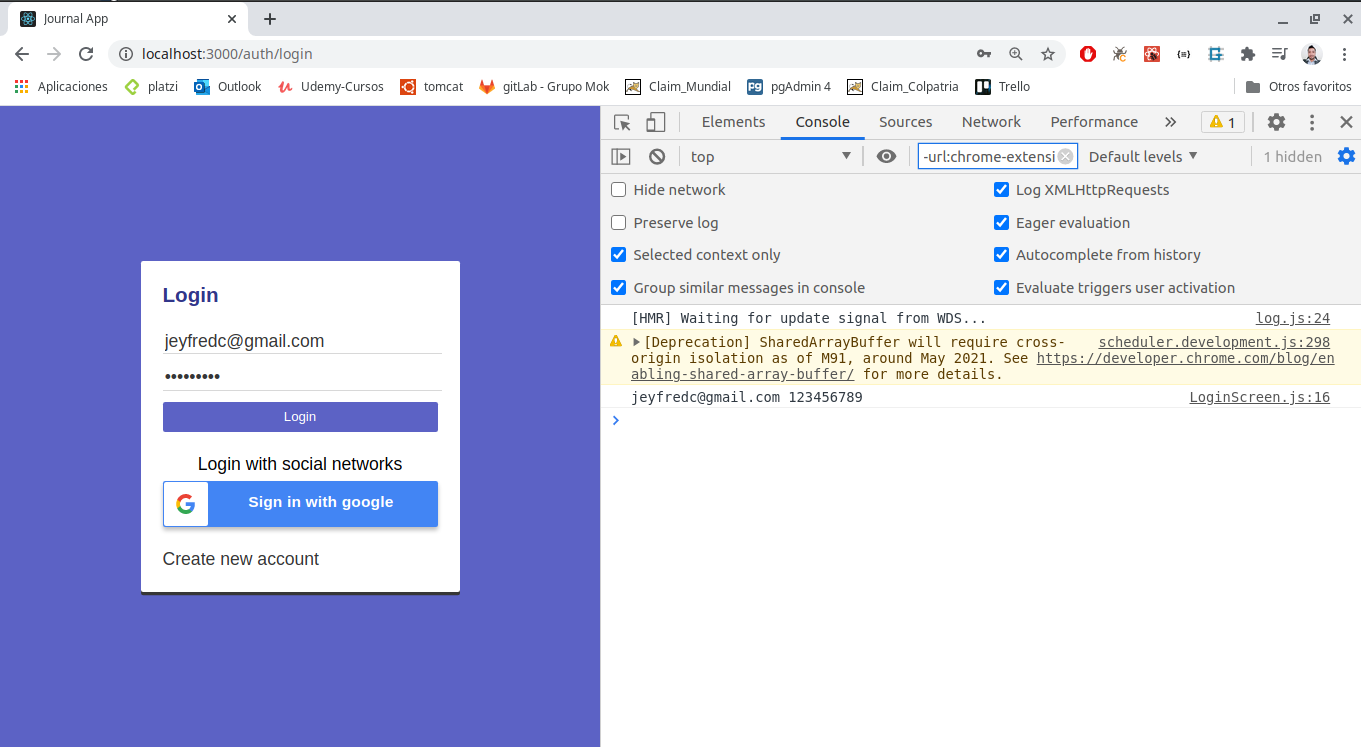 Journal App
localhost:3000/auth/login
Aplicaciones platzi Outlook Udemy-Cursos tomcat gitLab - Grupo Mok Claim_Mundial pgAdmin 4 Claim_Colpatria Trello Otros favoritos
Elements Console Sources Network Performance 1
top -url:chrome-extensi Default levels 1 hidden
Hide network Log XMLHttpRequests
Preserve log Eager evaluation
Selected context only Autocomplete from history
Group similar messages in console Evaluate triggers user activation
[HMR] Waiting for update signal from WDS... log.js:24
[Deprecation] SharedArrayBuffer will require cross- scheduler.development.js:298
origin isolation as of M91, around May 2021. See https://developer.chrome.com/blog/en
abling-shared-array-buffer/ for more details.
jeyfredc@gmail.com 123456789 LoginScreen.js:16
Login
jeyfredc@gmail.com
•••••••••
Login
Login with social networks
G Sign in with google
Create new account